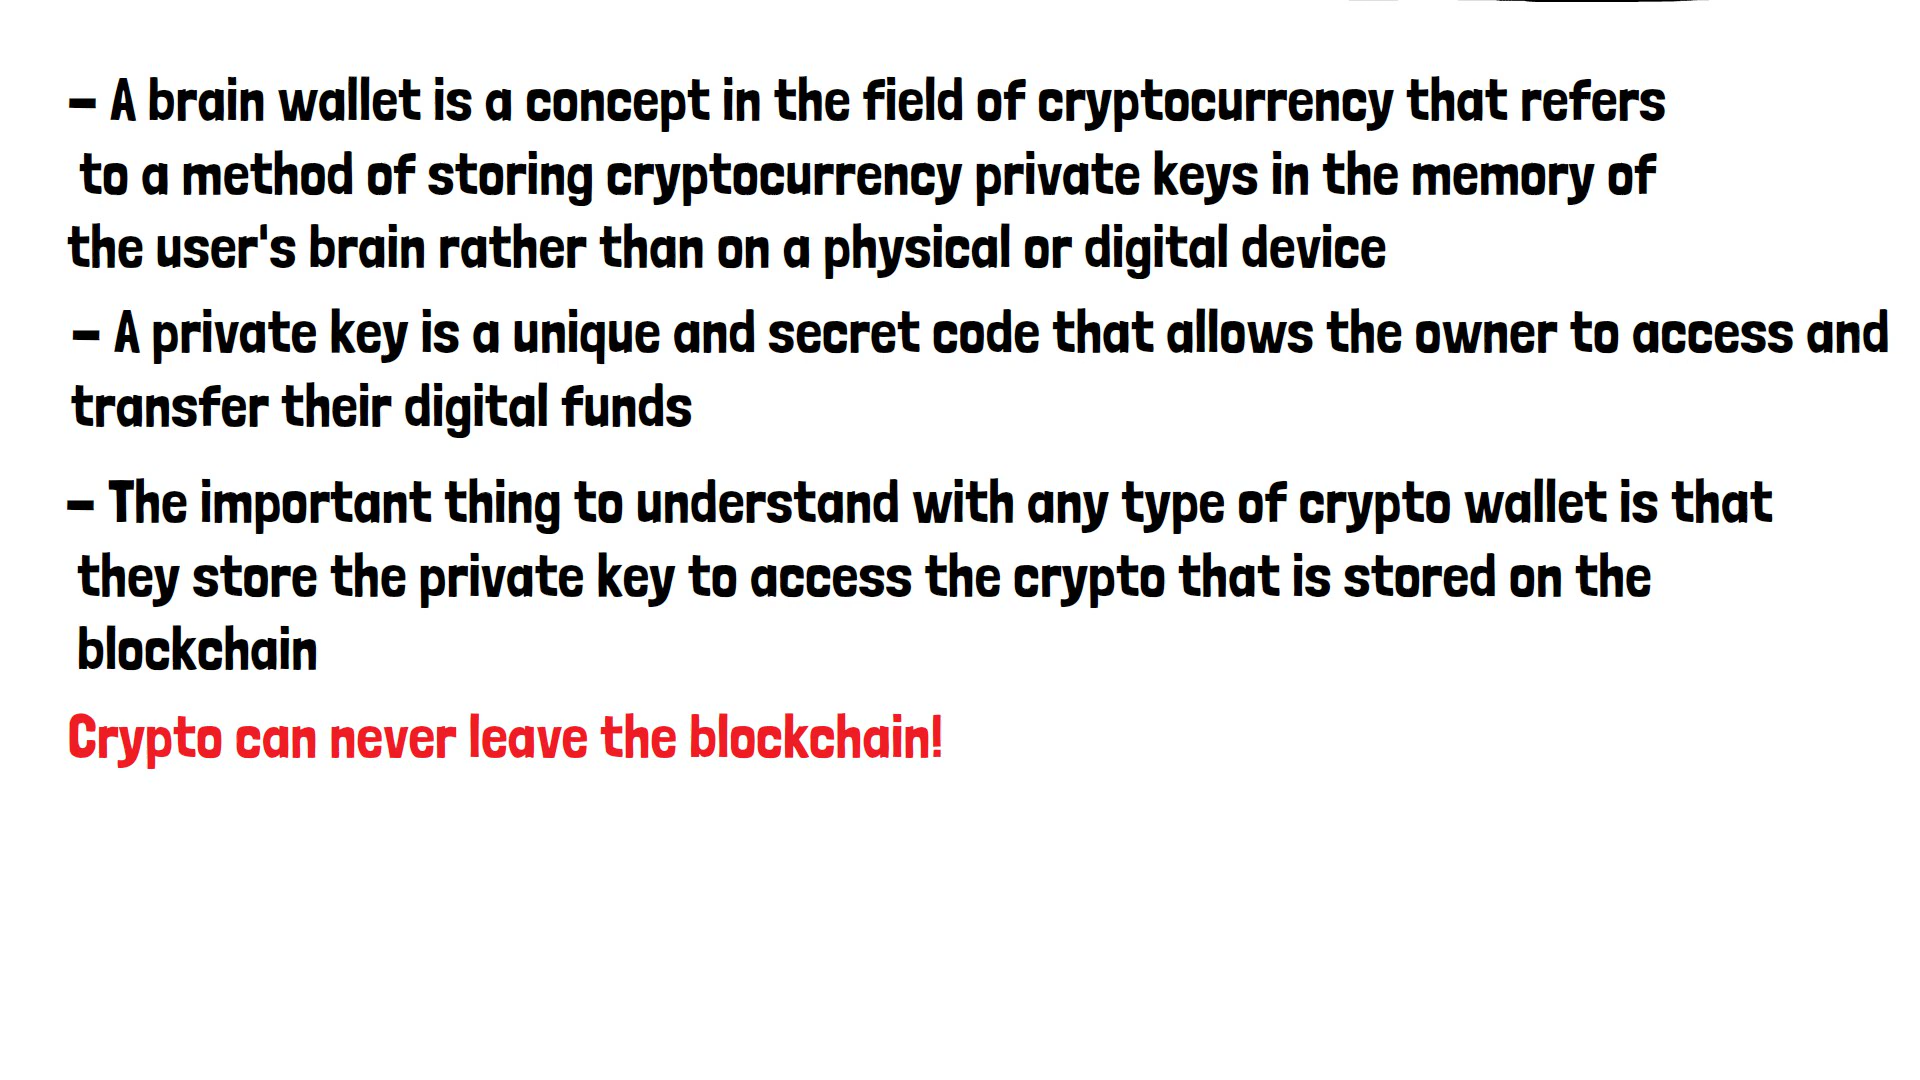 – A brain wallet is a concept in the field of cryptocurrency that refers
to a method of storing cryptocurrency private keys in the memory of
the user's brain rather than on a physical or digital device
– A private key is a unique and secret code that allows the owner to access and
transfer their digital funds
– The important thing to understand with any type of crypto wallet is that
they store the private key to access the crypto that is stored on the
blockchain
Crypto can never leave the blockchain!